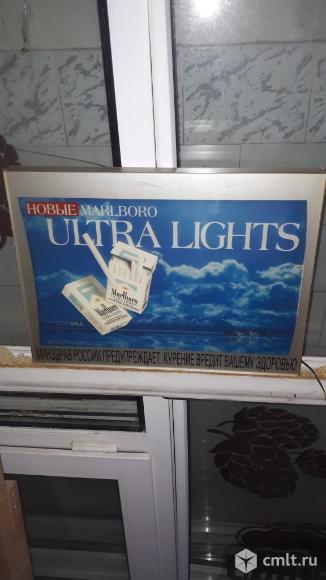 НОВЫЕ MARLBORO
ULTRA LIGHTS
Marlboro
Marlboro
МИНЗДРАВ РОССИИ ПРЕДУПРЕЖДАЕТ: КУРЕНИЕ ВРЕДИТ ВАШЕМУ ЗДОРОВЬЮ
cmlt.ru